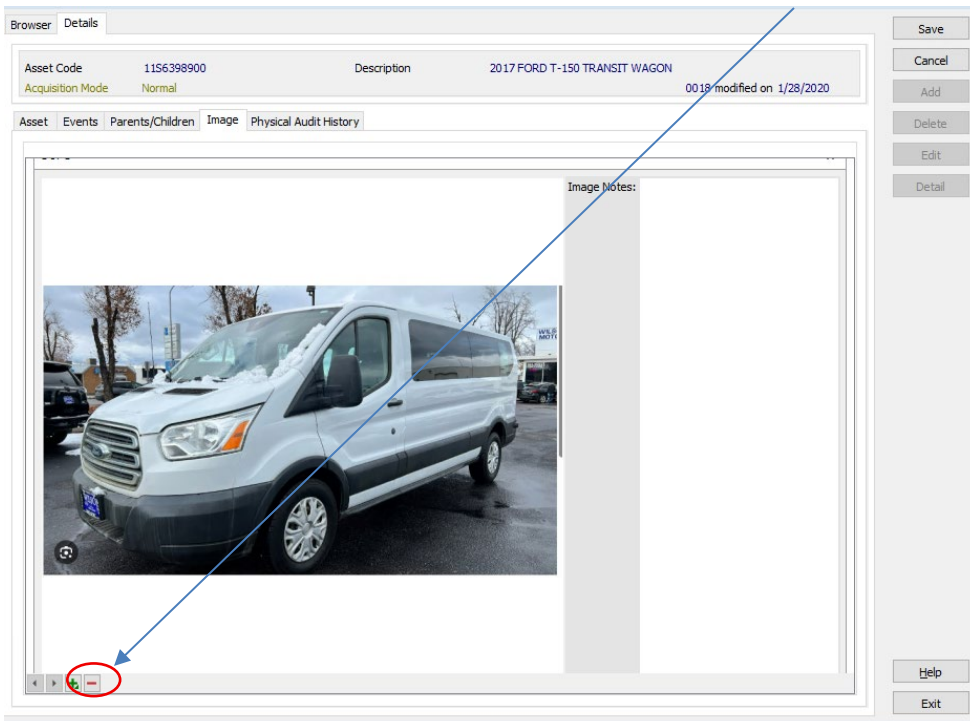 Browser Details
Save
Asset Code 11S6398900 Description 2017 FORD T-150 TRANSIT WAGON
Cancel
Acquisition Mode Normal 0018 modified on 1/28/2020
Add
Asset Events Parents/Children Image Physical Audit History
Delete
Edit
Image Notes:
Detail
Help
Exit